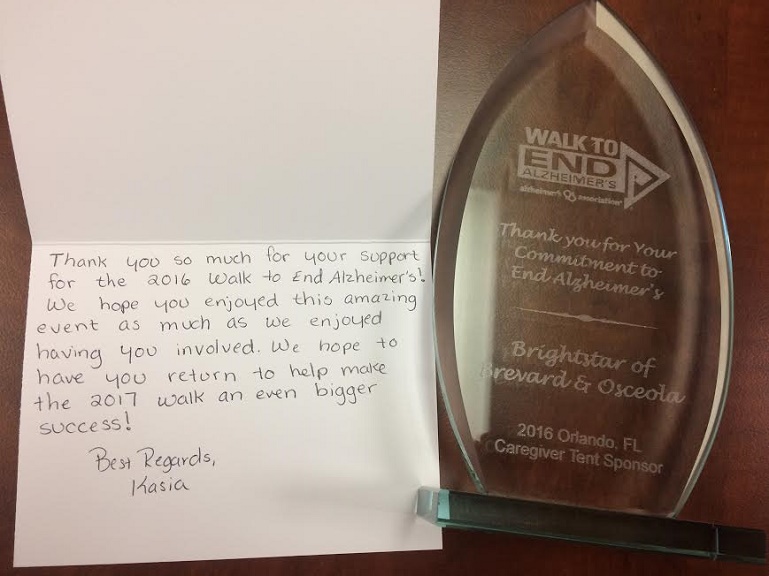 Thank you so much for your support
for the 2016 Walk to End Alzheimer's!
We hope you enjoyed this amazing
event as much as we enjoyed
having you involved. We hope to
have you return to help make
the 2017 walk an even bigger
success!
Best Regards,
Kasia
WALK TO
END
ALZHEIMER'S
alzheimer's association
Thank you for Your
Commitment to
End Alzheimer's
Brightstar of
Brevard & Osceola
2016 Orlando, FL
Caregiver Tent Sponsor